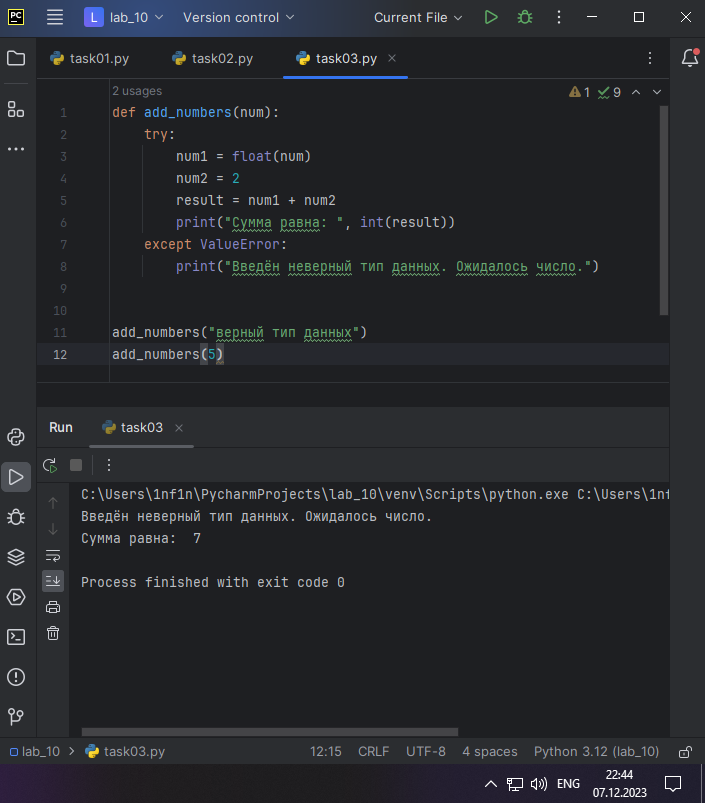 PC
L lab_10 Version control Current File
task01.py task02.py task03.py
2 usages
1 9
1 def add_numbers(num):
2 try:
3 num1 = float(num)
4 num2 = 2
5 result = num1 + num2
6 print("Сумма равна: ", int(result))
7 except ValueError:
8 print("Введён неверный тип данных. Ожидалось число.")
9
10
11 add_numbers("верный тип данных")
12 add_numbers(5)
Run task03
C:\Users\1nf1n\PycharmProjects\lab_10\venv\Scripts\python.exe C:\Users\1nf
Введён неверный тип данных. Ожидалось число.
Сумма равна:  7
Process finished with exit code 0
lab_10 task03.py 12:15 CRLF UTF-8 4 spaces Python 3.12 (lab_10)
ENG 22:44
07.12.2023